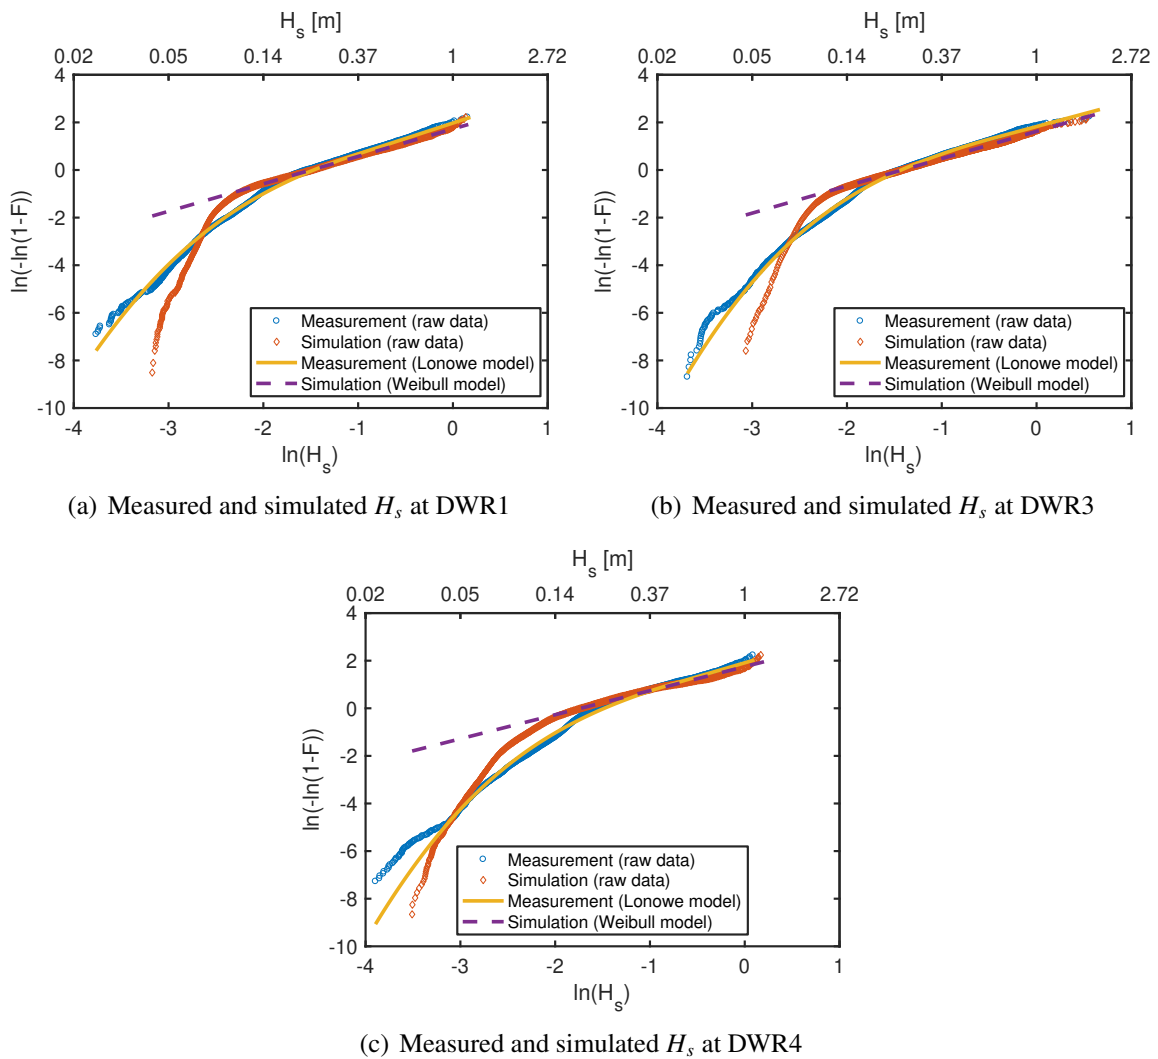 H_s [m]
0.02 0.05 0.14 0.37 1 2.72
4
2
0
-2
-4
-6
-8
-10
ln(-ln(1-F))
Measurement (raw data)
Simulation (raw data)
Measurement (Lonowe model)
Simulation (Weibull model)
-4 -3 -2 -1 0 1
ln(H_s)
(a) Measured and simulated H_s at DWR1
H_s [m]
0.02 0.05 0.14 0.37 1 2.72
4
2
0
-2
-4
-6
-8
-10
ln(-ln(1-F))
Measurement (raw data)
Simulation (raw data)
Measurement (Lonowe model)
Simulation (Weibull model)
-4 -3 -2 -1 0 1
ln(H_s)
(b) Measured and simulated H_s at DWR3
H_s [m]
0.02 0.05 0.14 0.37 1 2.72
4
2
0
-2
-4
-6
-8
-10
ln(-ln(1-F))
Measurement (raw data)
Simulation (raw data)
Measurement (Lonowe model)
Simulation (Weibull model)
-4 -3 -2 -1 0 1
ln(H_s)
(c) Measured and simulated H_s at DWR4